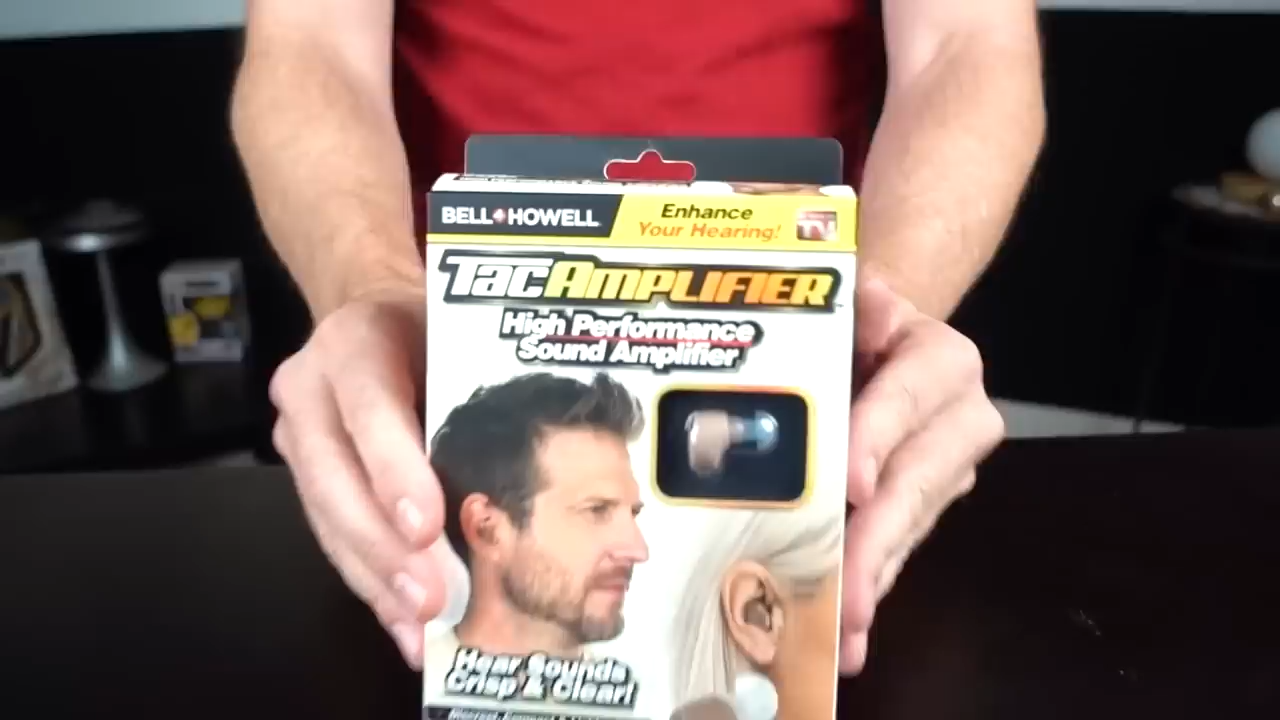 BELL+HOWELL
Enhance
Your Hearing!
TV
TACAMPLIFIER
High Performance
Sound Amplifier
Hear Sounds
Crisp & Clear!